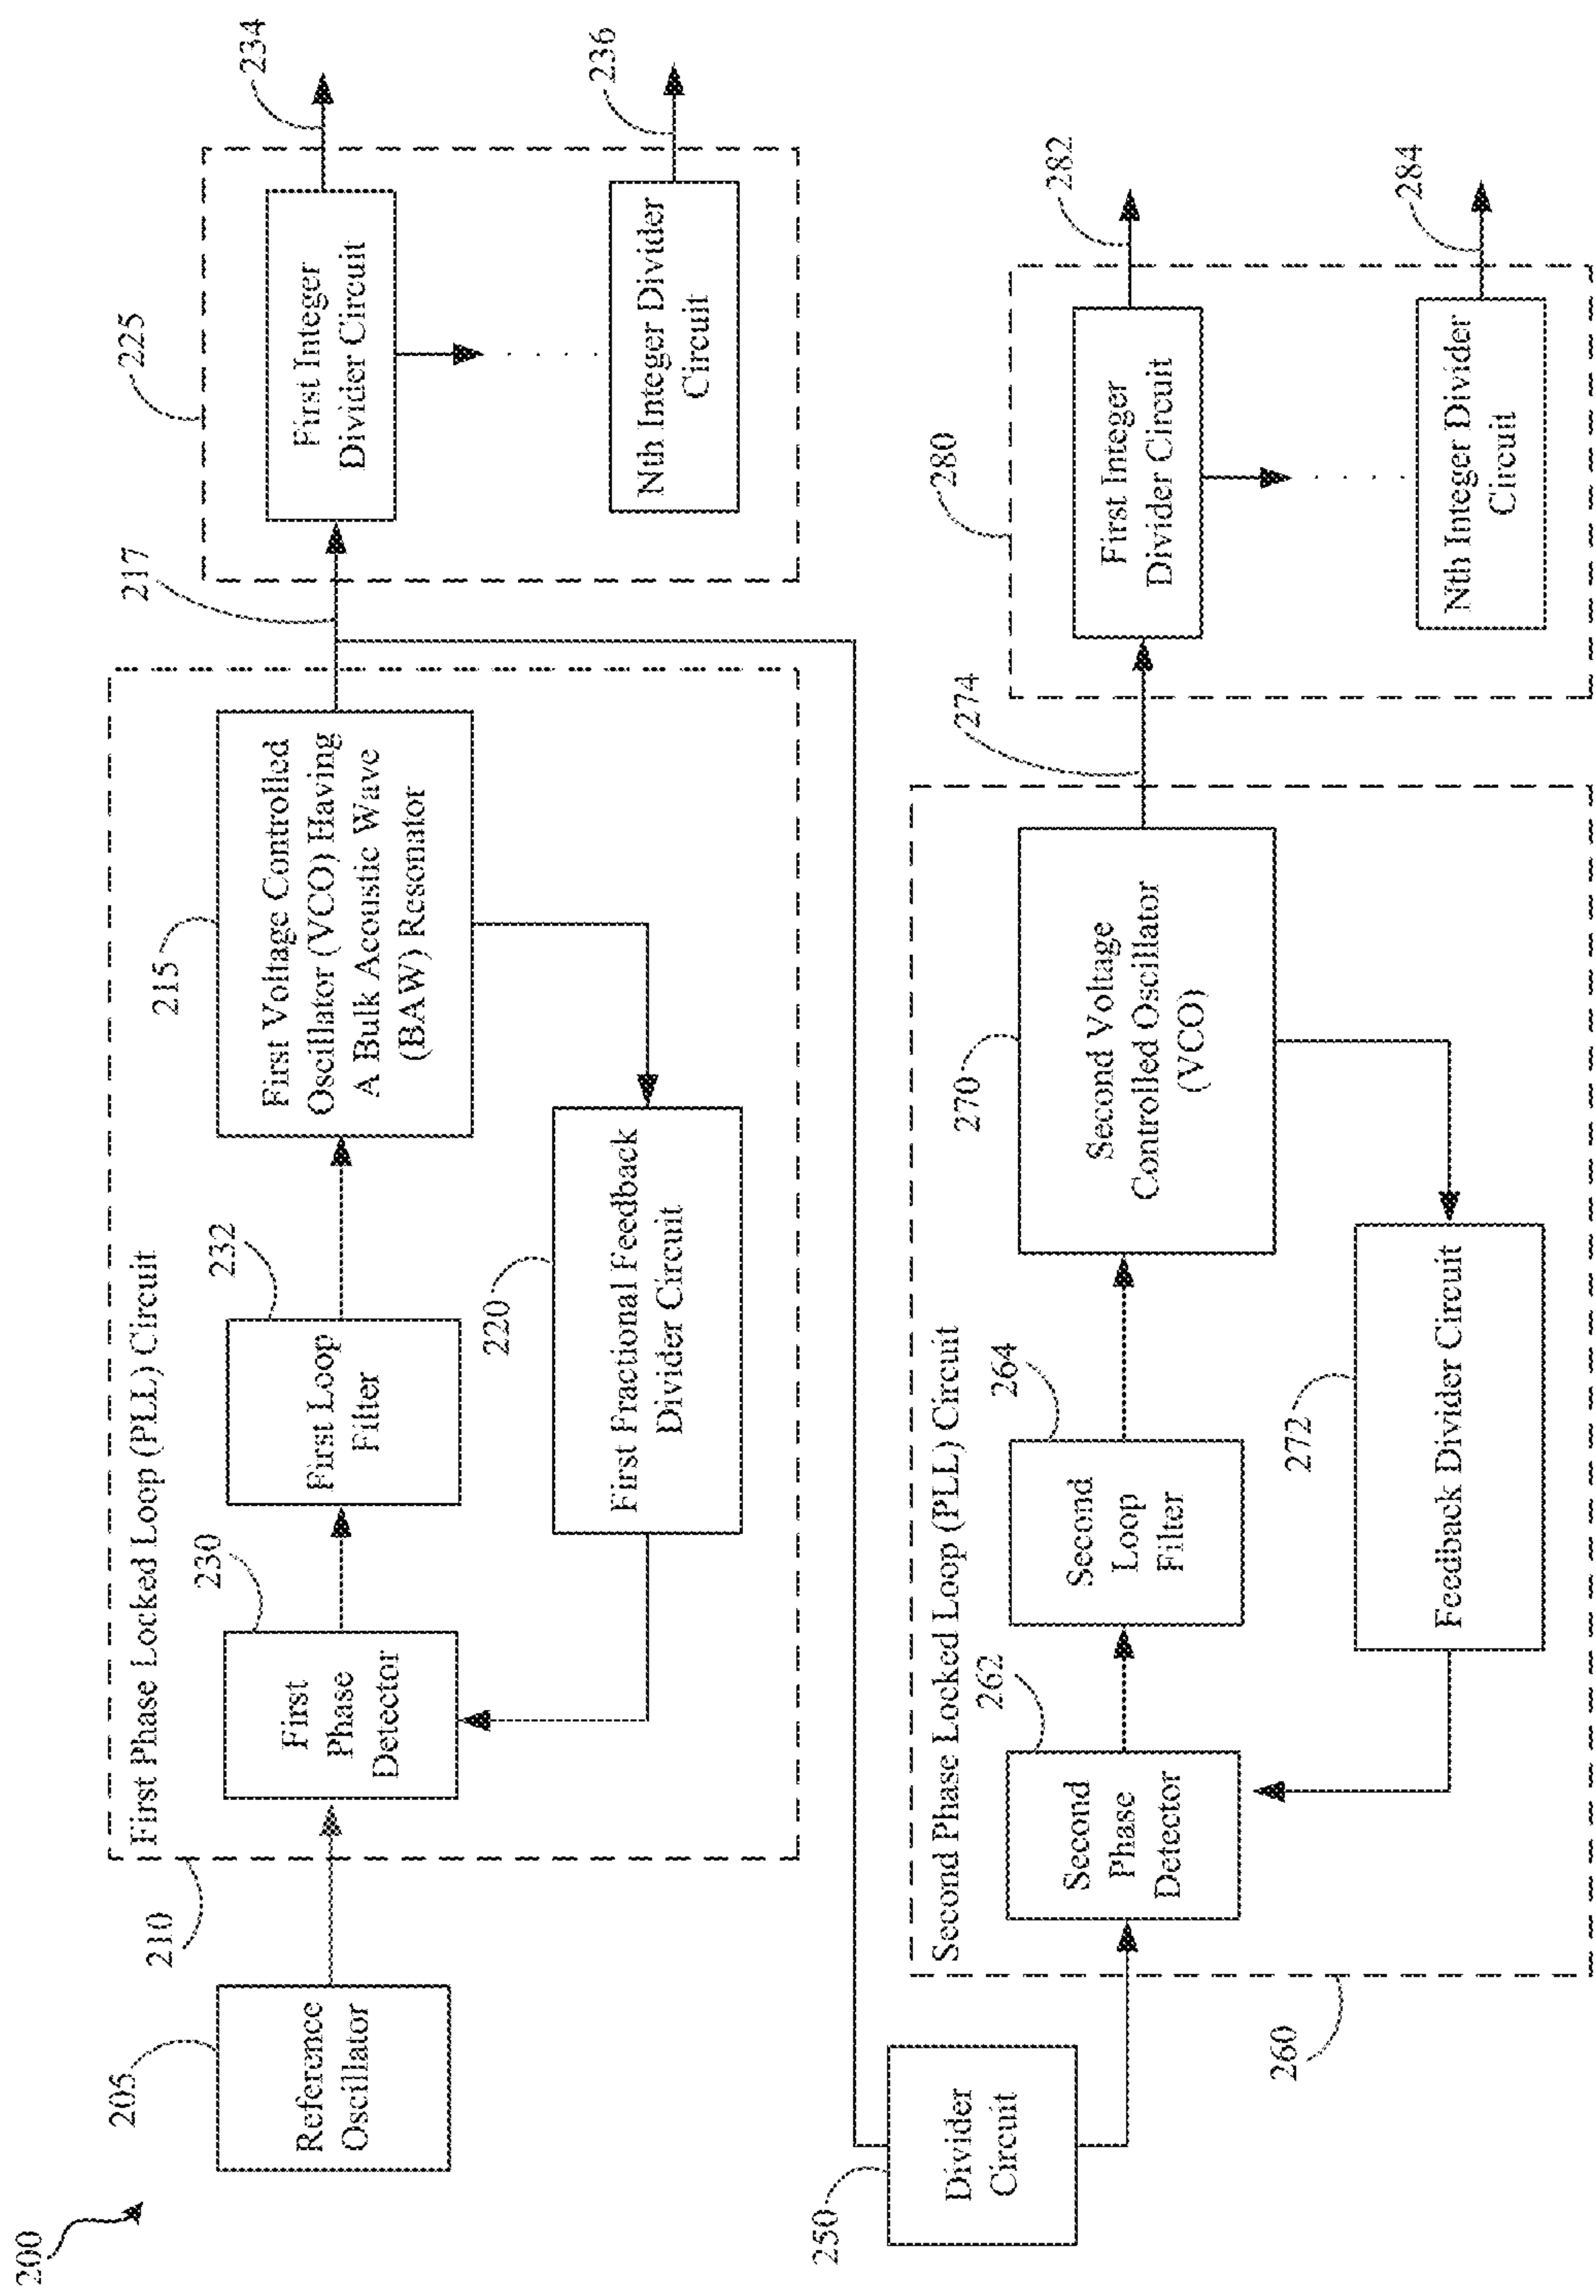 200
205
Reference
Oscillator
210
First Phase Locked Loop (PLL) Circuit
230
First
Phase
Detector
232
First Loop
Filter
215
First Voltage Controlled
Oscillator (VCO) Having
A Bulk Acoustic Wave
(BAW) Resonator
220
First Fractional Feedback
Divider Circuit
217
225
First Integer
Divider Circuit
234
Nth Integer Divider
Circuit
236
250
Divider
Circuit
260
Second Phase Locked Loop (PLL) Circuit
262
Second
Phase
Detector
264
Second
Loop
Filter
270
Second Voltage
Controlled Oscillator
(VCO)
272
Feedback Divider Circuit
274
280
First Integer
Divider Circuit
282
Nth Integer Divider
Circuit
284